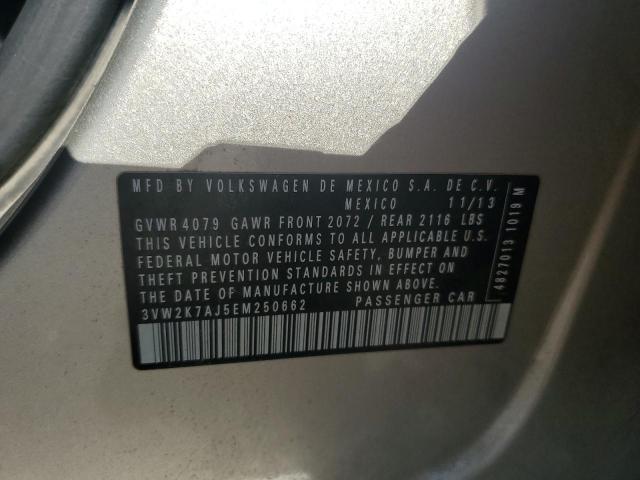 MFD BY VOLKSWAGEN DE MEXICO S.A. DE C.V.
MEXICO 11/13
GVWR 4079 GAWR FRONT 2072 / REAR 2116 LBS
THIS VEHICLE CONFORMS TO ALL APPLICABLE U.S.
FEDERAL MOTOR VEHICLE SAFETY, BUMPER AND
THEFT PREVENTION STANDARDS IN EFFECT ON
THE DATE OF MANUFACTURE SHOWN ABOVE.
3VW2K7AJ5EM250662 PASSENGER CAR
4827013 1019 M